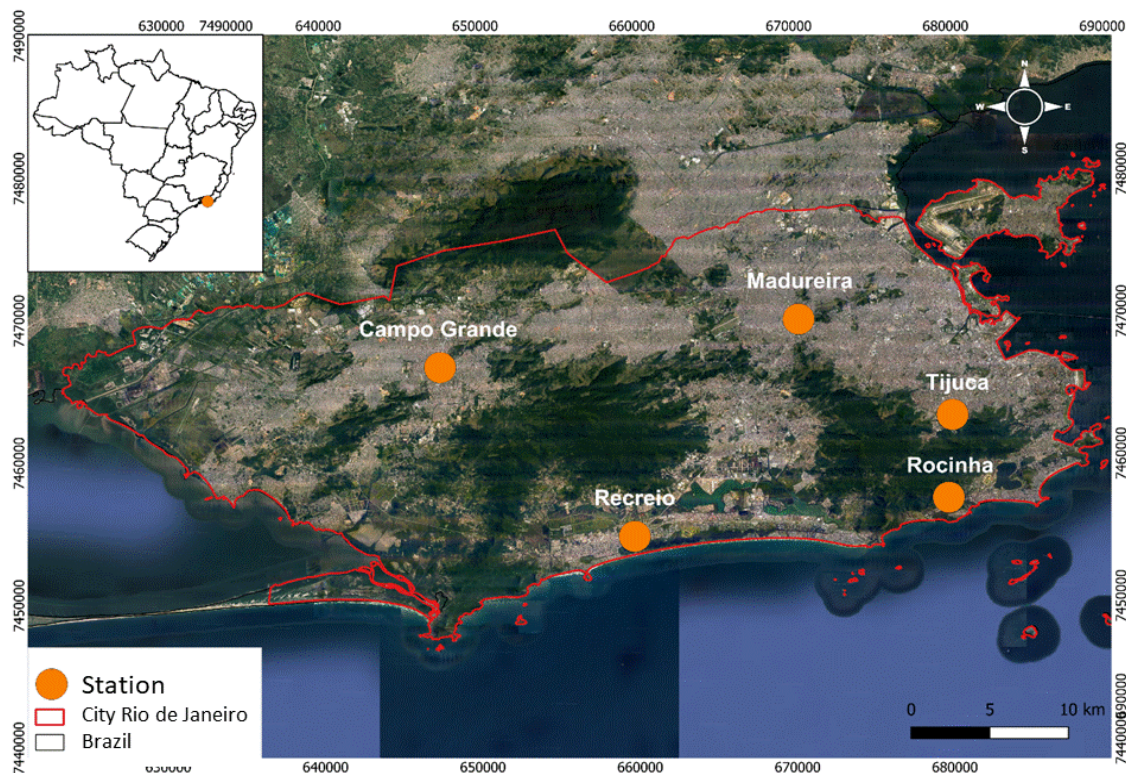 630000 7490000 640000 650000 660000 670000 680000 690000
7490000
7480000
7470000
7460000
7450000
7440000
N
W E
S
7480000
7470000
7460000
7450000
690000
7440000
Madureira
Campo Grande
Tijuca
Rocinha
Recreio
Station
City Rio de Janeiro
Brazil
0 5 10 km
630000 640000 650000 660000 670000 680000